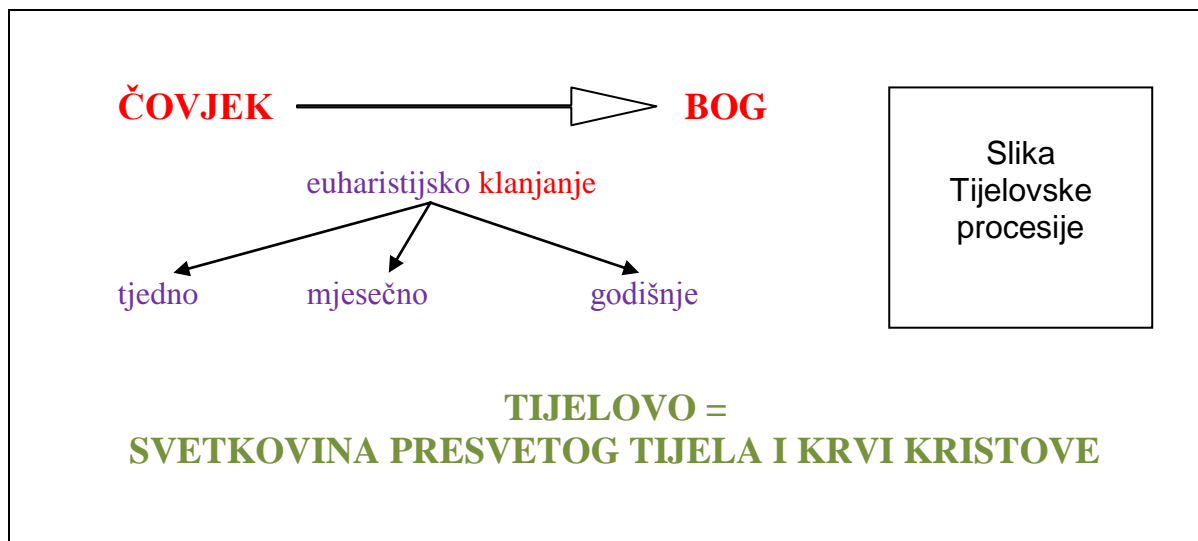 ČOVJEK BOG
euharistijsko klanjanje
tjedno mjesečno godišnje
Slika
Tijelovske
procesije
TIJELOVO =
SVETKOVINA PRESVETOG TIJELA I KRVI KRISTOVE